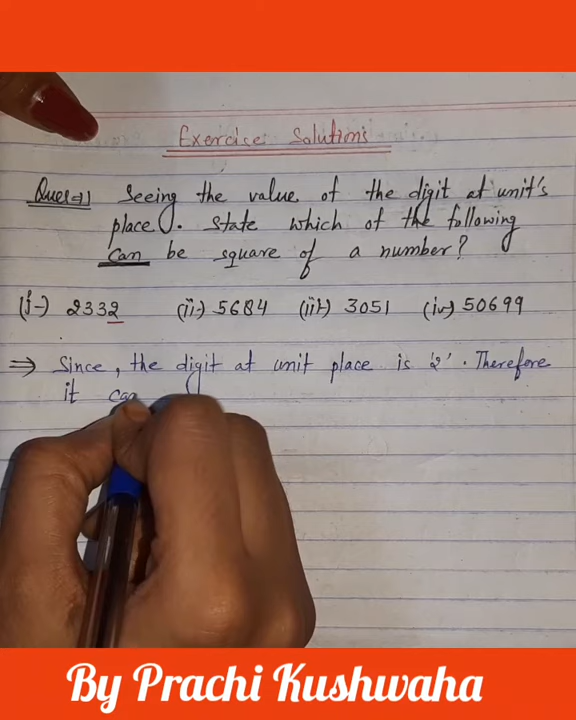 Exercise Solutions
Ques⇒1 Seeing the value of the digit at unit's
place. State which of the following
can be square of a number?
(i-) 2332 (ii-) 5684 (iii-) 3051 (iv-) 50699
⇒ Since, the digit at unit place is '2'. Therefore
it can
By Prachi Kushwaha